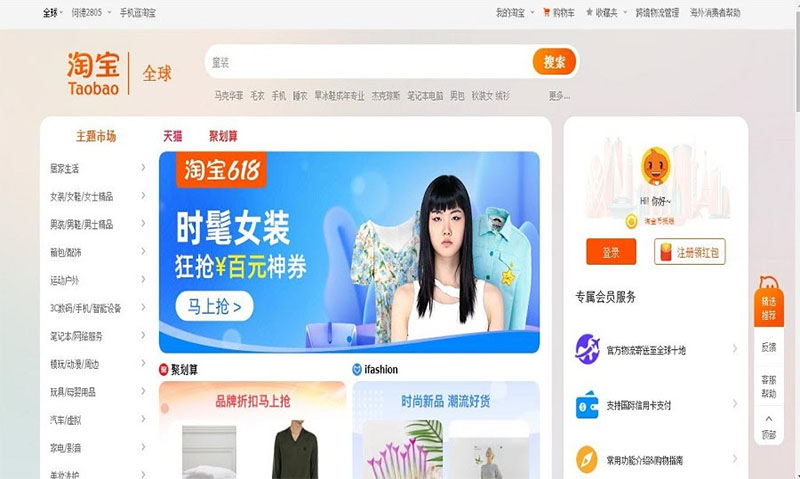 全球
阿德2805
手机逛淘宝
我的淘宝
购物车
收藏夹
跨境物流管理
海外消费者帮助
淘宝
Taobao
全球
童装
搜索
马克华菲 毛衣 手机 睡衣 旱冰鞋成年专业 杰克琼斯 笔记本电脑 男包 秋装女 衬衫
更多...
主题市场
天猫
聚划算
居家生活
女装/女鞋/女士精品
男装/男鞋/男士精品
箱包/配饰
运动户外
3C数码/手机/智能设备
笔记本/网络服务
模玩/动漫/周边
玩具/母婴用品
汽车/虚拟
家电/影音
美妆洗护
淘宝618
时髦女装
狂抢¥百元神券
马上抢 >
聚划算
品牌折扣马上抢
ifashion
时尚新品 潮流好货
Hi! 你好~
淘金币抵钱
登录
注册领红包
专属会员服务
官方物流寄送至全球十地
支持国际信用卡支付
常用功能介绍&购物指南
精选
推荐
反馈
客服
帮助
顶部